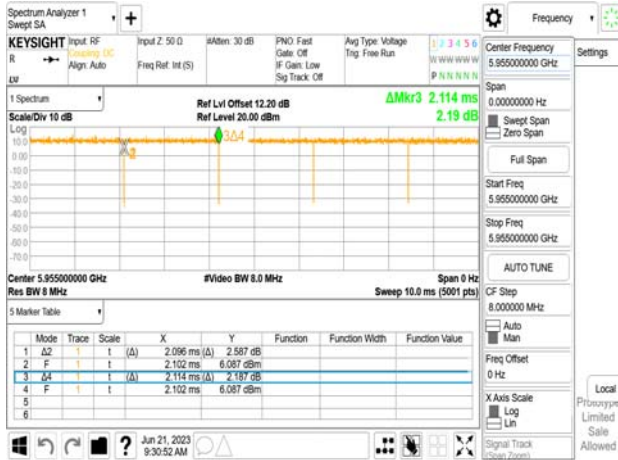 Spectrum Analyzer 1
Swept SA
+
Frequency
KEYSIGHT
Input: RF
Coupling: DC
Align: Auto
Input Z: 50 Ω
Freq Ref: Int (S)
#Atten: 30 dB
PNO: Fast
Gate: Off
IF Gain: Low
Sig Track: Off
Avg Type: Voltage
Trig: Free Run
1 2 3 4 5 6
W W W W W W
P N N N N N
R
LXI
Settings
Center Frequency
5.955000000 GHz
Span
0.00000000 Hz
Swept Span
Zero Span
Full Span
Start Freq
5.955000000 GHz
Stop Freq
5.955000000 GHz
AUTO TUNE
CF Step
8.000000 MHz
Auto
Man
Freq Offset
0 Hz
X Axis Scale
Log
Lin
Signal Track
(Span Zoom)
Local
Prototype
Limited
Sale
Allowed
1 Spectrum
Scale/Div 10 dB
Log
Ref Lvl Offset 12.20 dB
Ref Level 20.00 dBm
ΔMkr3 2.114 ms
2.19 dB
10.0
0.00
-10.0
-20.0
-30.0
-40.0
-50.0
-60.0
-70.0
3Δ4
Center 5.955000000 GHz
Res BW 8 MHz
#Video BW 8.0 MHz
Span 0 Hz
Sweep 10.0 ms (5001 pts)
5 Marker Table
Mode Trace Scale X Y Function Function Width Function Value
1 Δ2 1 t (Δ) 2.096 ms (Δ) 2.587 dB
2 F 1 t 2.102 ms 6.087 dBm
3 Δ4 1 t (Δ) 2.114 ms (Δ) 2.187 dB
4 F 1 t 2.102 ms 6.087 dBm
5
6
?
Jun 21, 2023
9:30:52 AM